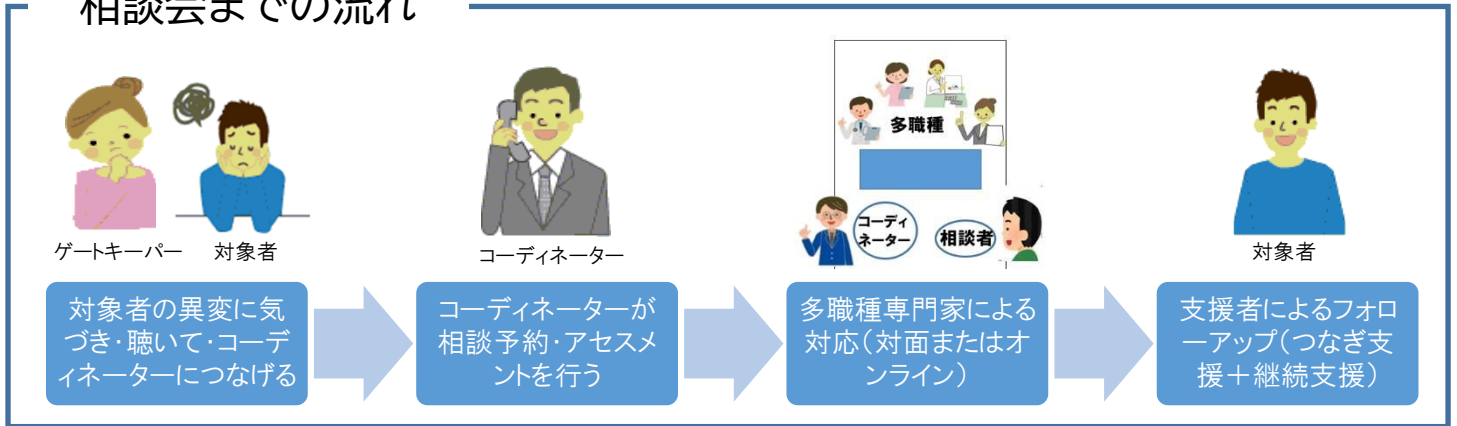 相談会までの流れ
多職種
コーディ
ネーター
相談者
ゲートキーパー
対象者
コーディネーター
対象者
対象者の異変に気
づき・聴いて・コーデ
ィネーターにつなげる
コーディネーターが
相談予約・アセスメ
ントを行う
多職種専門家による
対応（対面またはオ
ンライン）
支援者によるフォロ
ーアップ（つなぎ支
援＋継続支援）